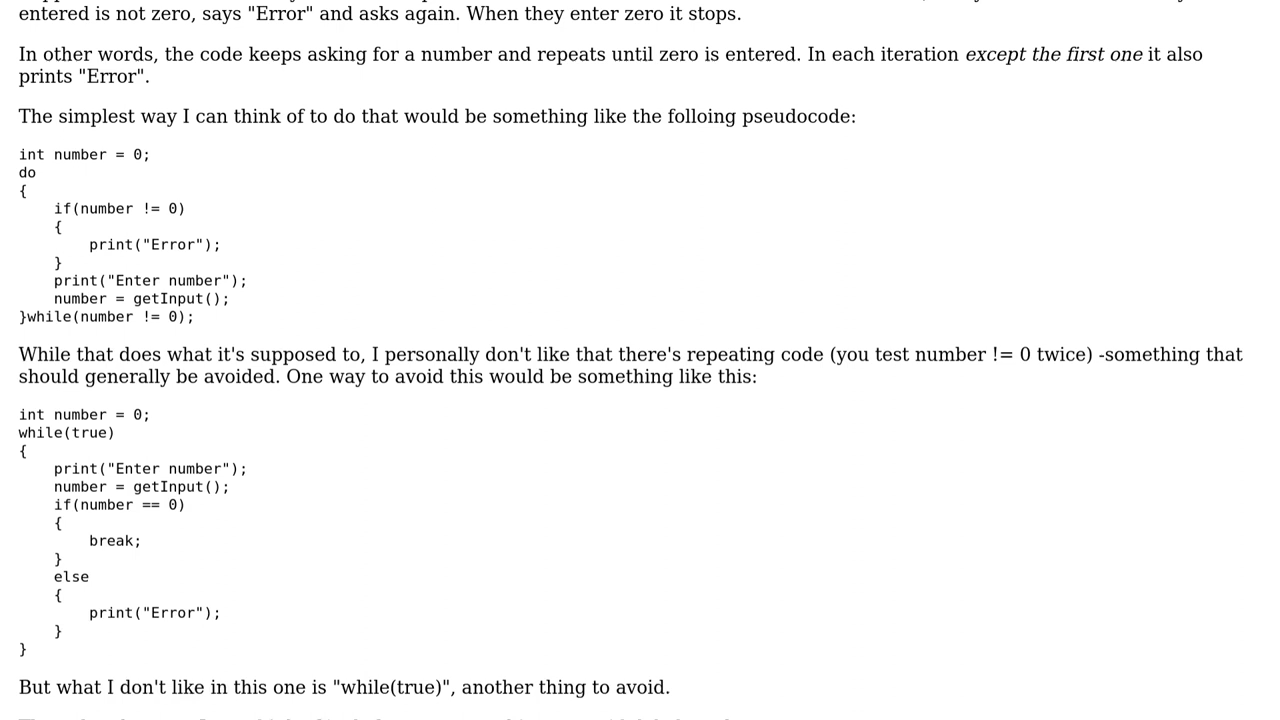 entered is not zero, says "Error" and asks again. When they enter zero it stops.
In other words, the code keeps asking for a number and repeats until zero is entered. In each iteration except the first one it also
prints "Error".
The simplest way I can think of to do that would be something like the folloing pseudocode:
int number = 0;
do
{
    if(number != 0)
    {
        print("Error");
    }
    print("Enter number");
    number = getInput();
}while(number != 0);
While that does what it's supposed to, I personally don't like that there's repeating code (you test number != 0 twice) -something that
should generally be avoided. One way to avoid this would be something like this:
int number = 0;
while(true)
{
    print("Enter number");
    number = getInput();
    if(number == 0)
    {
        break;
    }
    else
    {
        print("Error");
    }
}
But what I don't like in this one is "while(true)", another thing to avoid.